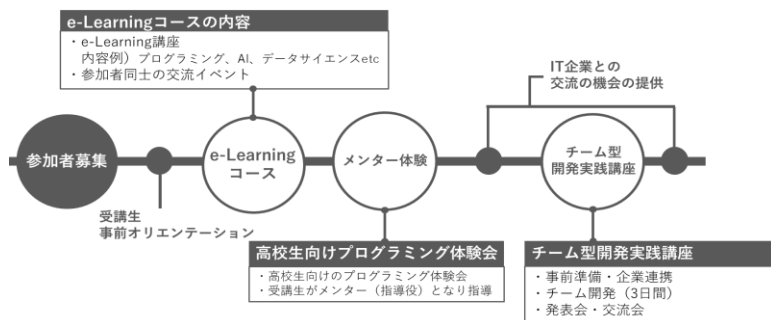 e-Learningコースの内容
・e-Learning講座
内容例）プログラミング、AI、データサイエンスetc
・参加者同士の交流イベント
IT企業との
交流の機会の提供
参加者募集
e-Learning
コース
メンター体験
チーム型
開発実践講座
受講生
事前オリエンテーション
高校生向けプログラミング体験会
・高校生向けのプログラミング体験会
・受講生がメンター（指導役）となり指導
チーム型開発実践講座
・事前準備・企業連携
・チーム開発（3日間）
・発表会・交流会